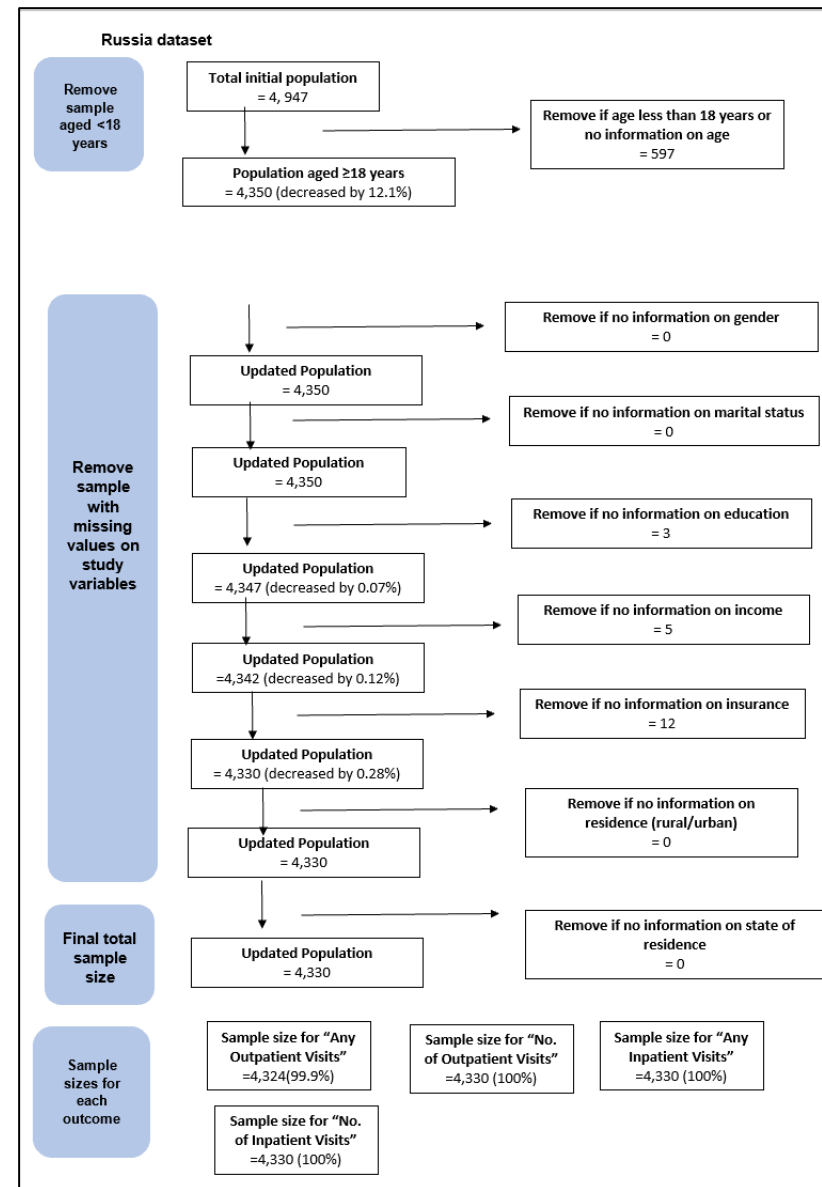 Russia dataset
Remove
sample
aged <18
years
Total initial population
= 4, 947
Remove if age less than 18 years or
no information on age
= 597
Population aged ≥18 years
= 4,350 (decreased by 12.1%)
Remove
sample
with
missing
values on
study
variables
Remove if no information on gender
= 0
Updated Population
= 4,350
Remove if no information on marital status
= 0
Updated Population
= 4,350
Remove if no information on education
= 3
Updated Population
= 4,347 (decreased by 0.07%)
Remove if no information on income
= 5
Updated Population
=4,342 (decreased by 0.12%)
Remove if no information on insurance
= 12
Updated Population
= 4,330 (decreased by 0.28%)
Remove if no information on
residence (rural/urban)
= 0
Updated Population
= 4,330
Final total
sample
size
Remove if no information on state of
residence
= 0
Updated Population
= 4,330
Sample
sizes for
each
outcome
Sample size for “Any
Outpatient Visits”
=4,324(99.9%)
Sample size for “No.
of Outpatient Visits”
=4,330 (100%)
Sample size for “Any
Inpatient Visits”
=4,330 (100%)
Sample size for “No.
of Inpatient Visits”
=4,330 (100%)